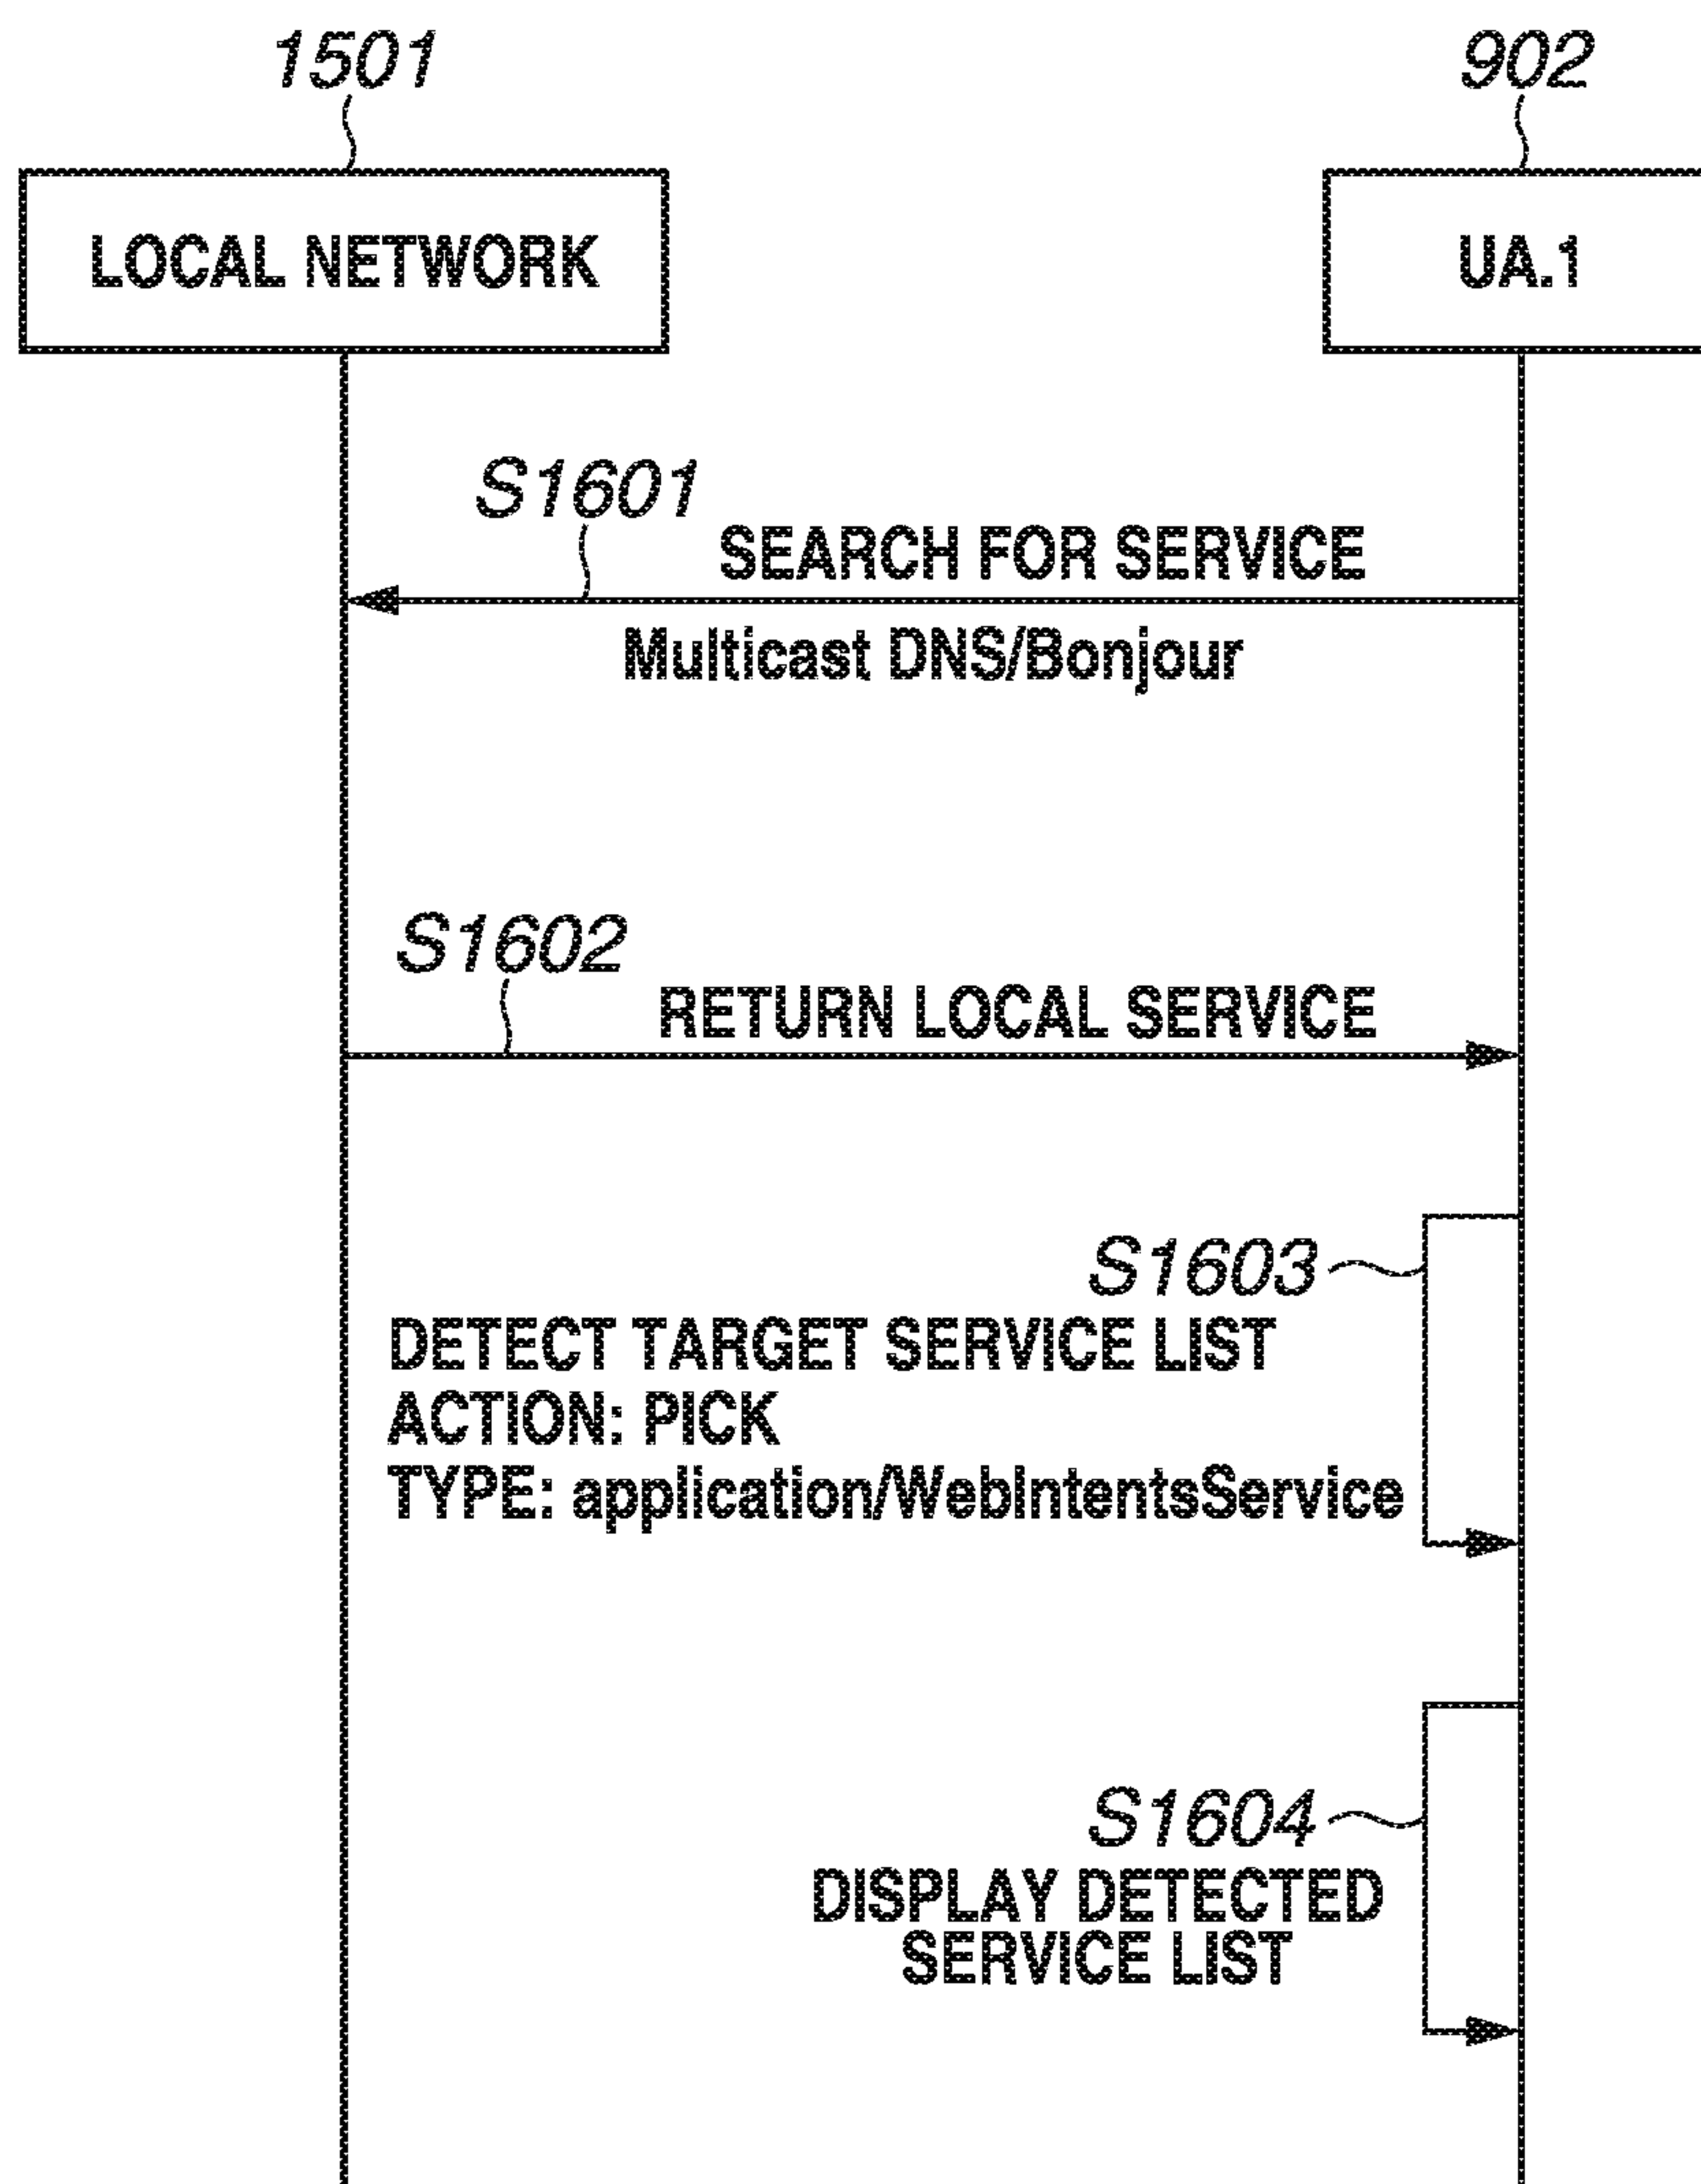 1501
902
LOCAL NETWORK
UA.1
S1601
SEARCH FOR SERVICE
Multicast DNS/Bonjour
S1602
RETURN LOCAL SERVICE
S1603
DETECT TARGET SERVICE LIST
ACTION: PICK
TYPE: application/WebIntentsService
S1604
DISPLAY DETECTED
SERVICE LIST